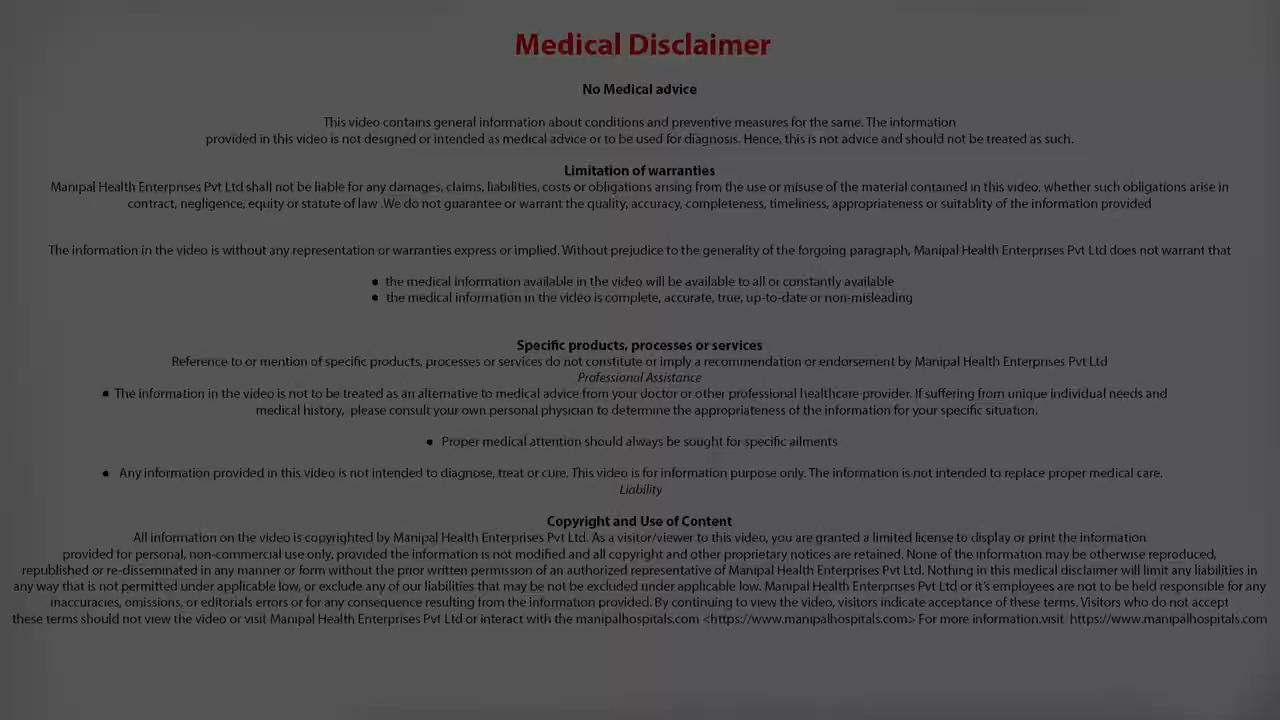 Medical Disclaimer
No Medical advice
This video contains general information about conditions and preventive measures for the same. The information
provided in this video is not designed or intended as medical advice or to be used for diagnosis. Hence, this is not advice and should not be treated as such.
Limitation of warranties
Manipal Health Enterprises Pvt Ltd shall not be liable for any damages, claims, liabilities, costs or obligations arising from the use or misuse of the material contained in this video, whether such obligations arise in
contract, negligence, equity or statute of law .We do not guarantee or warrant the quality, accuracy, completeness, timeliness, appropriateness or suitablity of the information provided
The information in the video is without any representation or warranties express or implied. Without prejudice to the generality of the forgoing paragraph, Manipal Health Enterprises Pvt Ltd does not warrant that
● the medical information available in the video will be available to all or constantly available
● the medical information in the video is complete, accurate, true, up-to-date or non-misleading
Specific products, processes or services
Reference to or mention of specific products, processes or services do not constitute or imply a recommendation or endorsement by Manipal Health Enterprises Pvt Ltd
Professional Assistance
● The information in the video is not to be treated as an alternative to medical advice from your doctor or other professional healthcare provider. If suffering from unique individual needs and
medical history, please consult your own personal physician to determine the appropriateness of the information for your specific situation.
● Proper medical attention should always be sought for specific ailments
● Any information provided in this video is not intended to diagnose, treat or cure. This video is for information purpose only. The information is not intended to replace proper medical care.
Liability
Copyright and Use of Content
All information on the video is copyrighted by Manipal Health Enterprises Pvt Ltd. As a visitor/viewer to this video, you are granted a limited license to display or print the information
provided for personal, non-commercial use only, provided the information is not modified and all copyright and other proprietary notices are retained. None of the information may be otherwise reproduced,
republished or re-disseminated in any manner or form without the prior written permission of an authorized representative of Manipal Health Enterprises Pvt Ltd. Nothing in this medical disclaimer will limit any liabilities in
any way that is not permitted under applicable low, or exclude any of our liabilities that may be not be excluded under applicable low. Manipal Health Enterprises Pvt Ltd or it's employees are not to be held responsible for any
inaccuracies, omissions, or editorials errors or for any consequence resulting from the information provided. By continuing to view the video, visitors indicate acceptance of these terms. Visitors who do not accept
these terms should not view the video or visit Manipal Health Enterprises Pvt Ltd or interact with the manipalhospitals.com <https://www.manipalhospitals.com> For more information.visit https://www.manipalhospitals.com